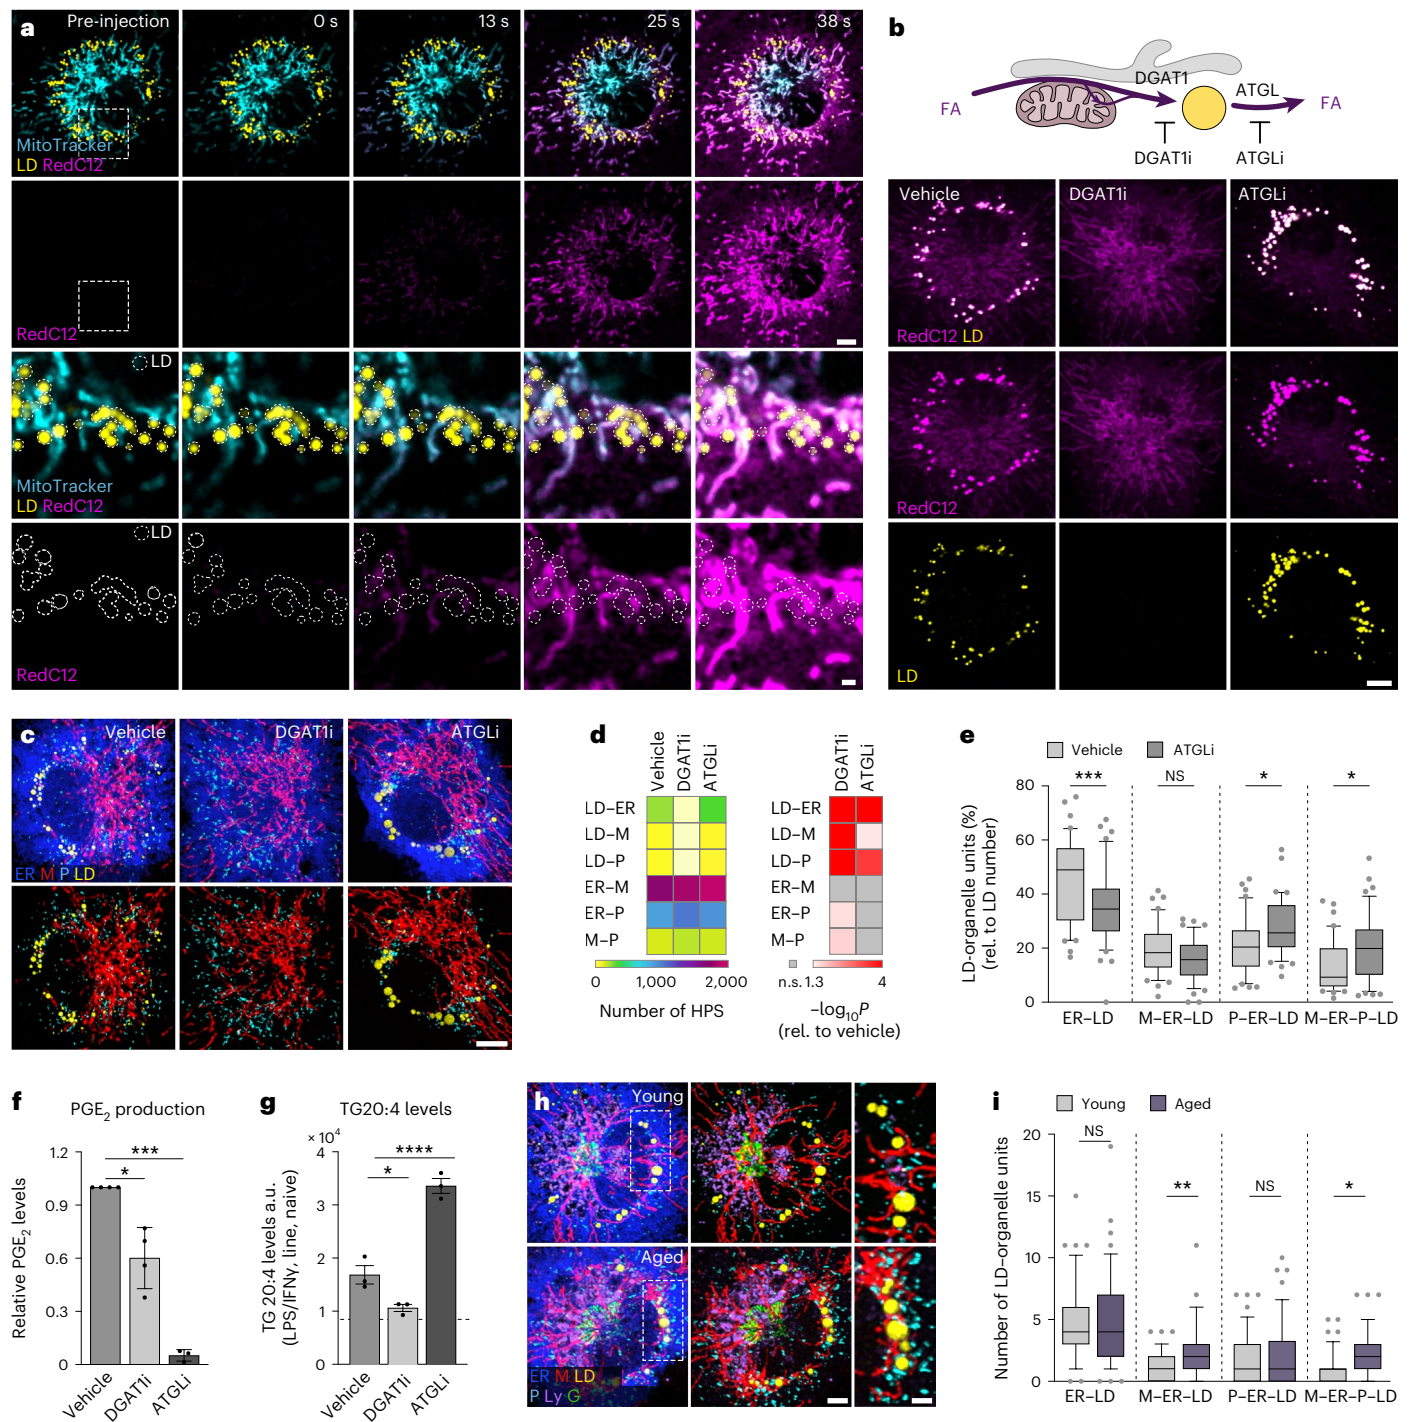 a
Pre-injection
0 s
13 s
25 s
38 s
MitoTracker
LD RedC12
RedC12
LD
MitoTracker
LD RedC12
LD
RedC12
b
FA
DGAT1
ATGL
FA
DGAT1i
ATGLi
Vehicle
DGAT1i
ATGLi
RedC12 LD
RedC12
LD
c
Vehicle
DGAT1i
ATGLi
ER M P LD
d
Vehicle
DGAT1i
ATGLi
DGAT1i
ATGLi
LD–ER
LD–M
LD–P
ER–M
ER–P
M–P
LD–ER
LD–M
LD–P
ER–M
ER–P
M–P
0
1,000
2,000
Number of HPS
n.s.
1.3
4
−log10P
(rel. to vehicle)
e
Vehicle
ATGLi
LD-organelle units (%)
(rel. to LD number)
80
60
40
20
0
***
NS
*
*
ER–LD
M–ER–LD
P–ER–LD
M–ER–P–LD
f
PGE2 production
Relative PGE2 levels
1.2
0.9
0.6
0.3
0
***
*
Vehicle
DGAT1i
ATGLi
g
TG20:4 levels
× 10⁴
TG 20:4 levels a.u.
(LPS/IFNγ, line, naive)
4
3
2
1
0
****
*
Vehicle
DGAT1i
ATGLi
h
Young
Aged
ER M LD
P Ly G
i
Young
Aged
Number of LD–organelle units
20
15
10
5
0
NS
**
NS
*
ER–LD
M–ER–LD
P–ER–LD
M–ER–P–LD